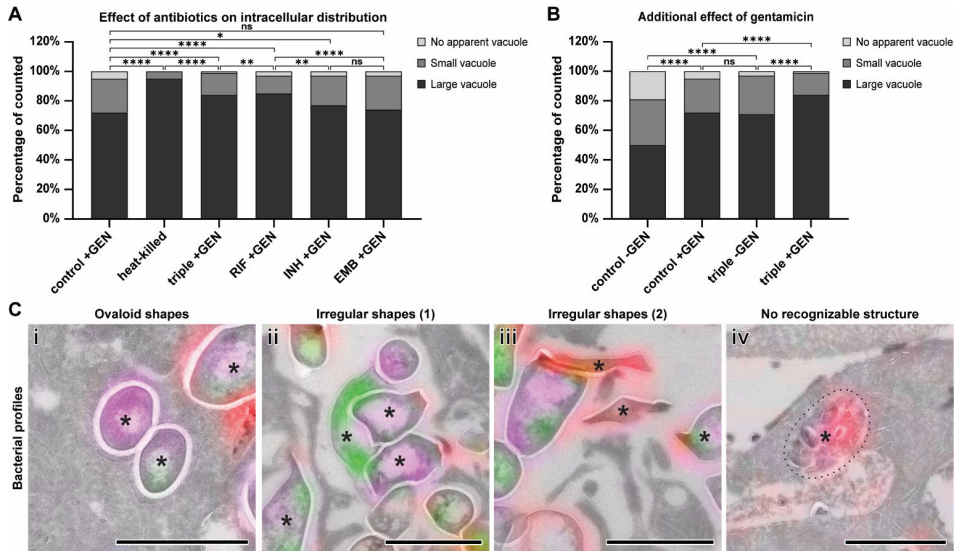 A
Effect of antibiotics on intracellular distribution
ns
*
****
****
****
****
****
**
**
ns
Percentage of counted
120%
100%
80%
60%
40%
20%
0%
No apparent vacuole
Small vacuole
Large vacuole
control +GEN
heat-killed
triple +GEN
RIF +GEN
INH +GEN
EMB +GEN
B
Additional effect of gentamicin
****
****
****
ns
****
Percentage of counted
120%
100%
80%
60%
40%
20%
0%
No apparent vacuole
Small vacuole
Large vacuole
control -GEN
control +GEN
triple -GEN
triple +GEN
C
Bacterial profiles
Ovaloid shapes
Irregular shapes (1)
Irregular shapes (2)
No recognizable structure
i
*
*
*
ii
*
*
*
*
iii
*
*
*
iv
*